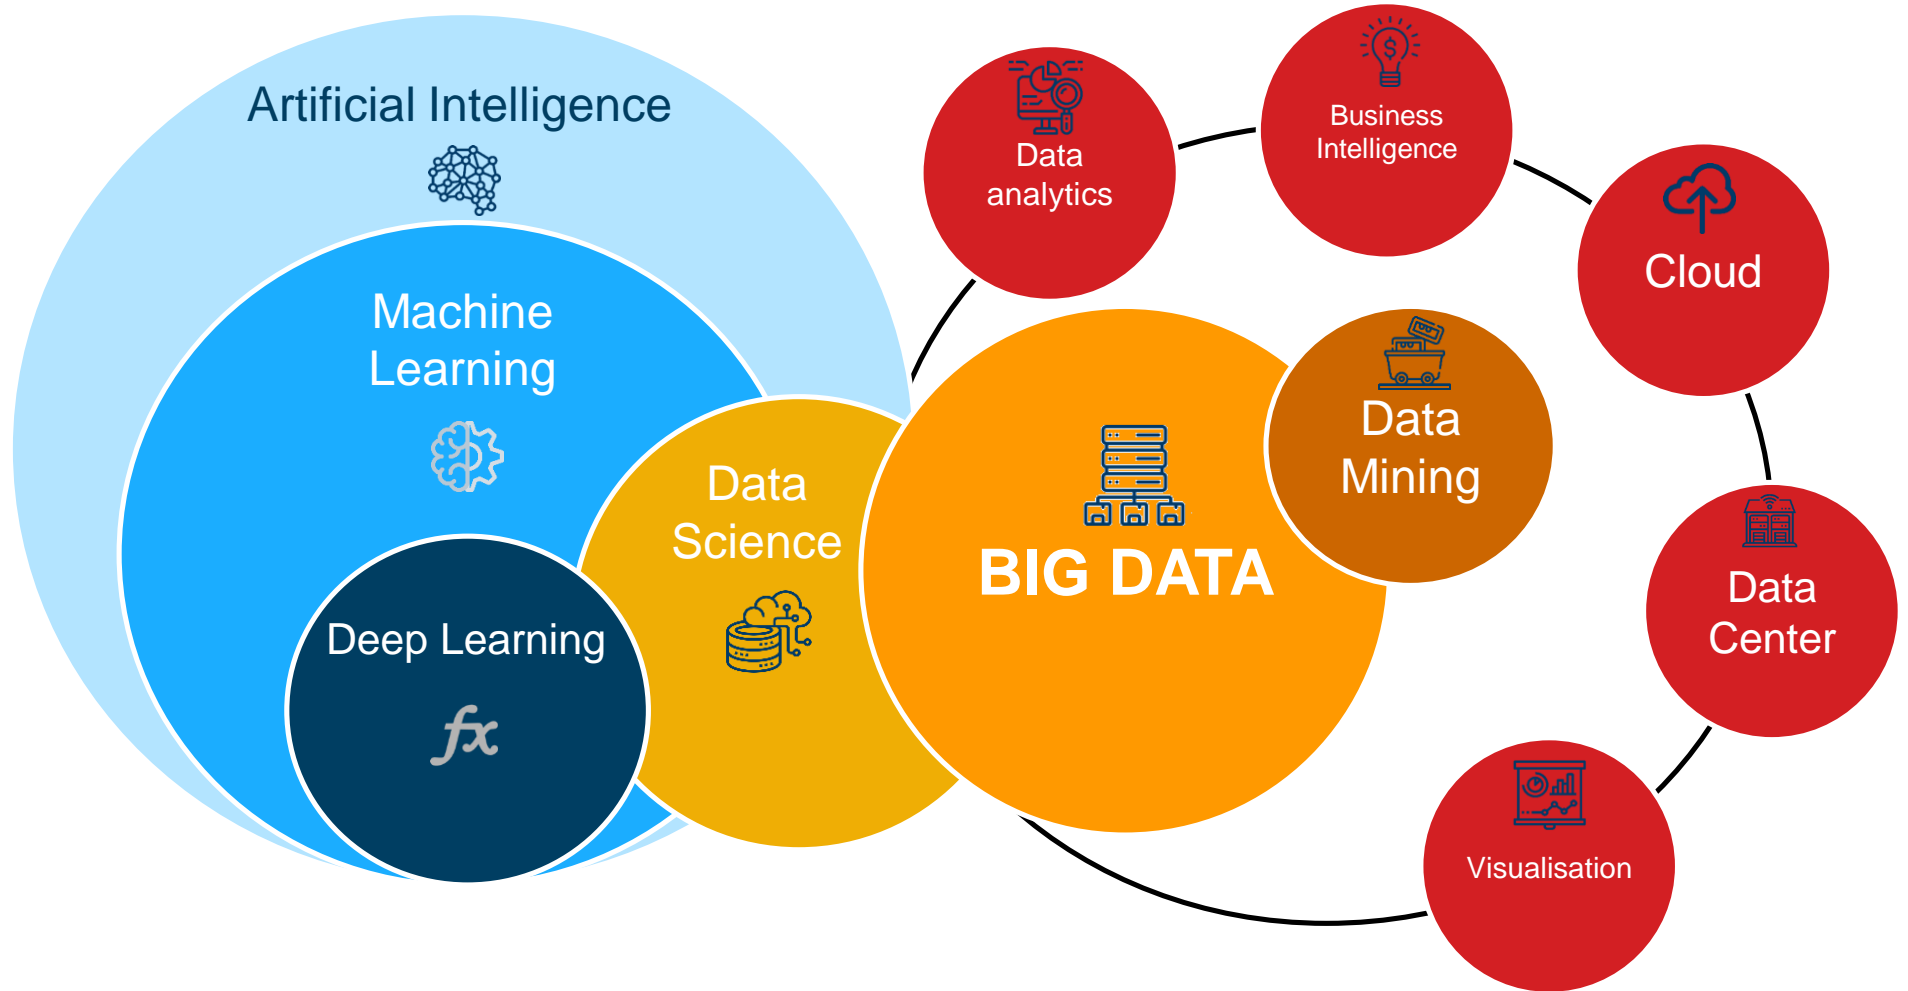 Artificial Intelligence
Machine
Learning
Deep Learning
fx
Data
Science
BIG DATA
Data
Mining
Data
analytics
Business
Intelligence
Cloud
Data
Center
Visualisation